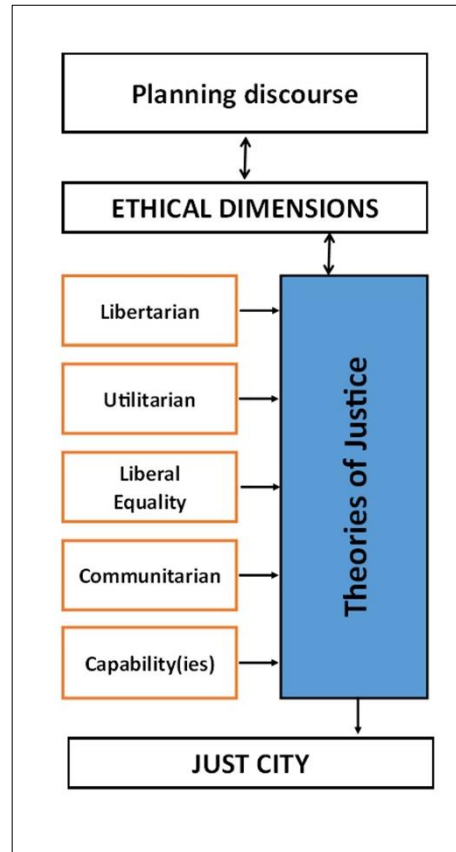 Planning discourse
ETHICAL DIMENSIONS
Libertarian
Utilitarian
Liberal
Equality
Communitarian
Capability(ies)
Theories of Justice
JUST CITY